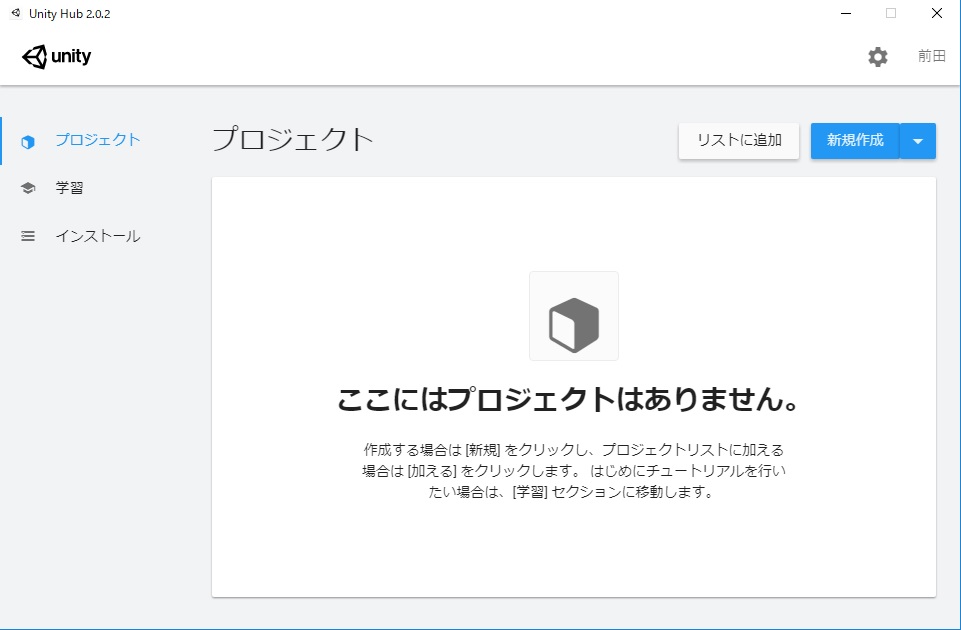 Unity Hub 2.0.2
unity
前田
プロジェクト
学習
インストール
プロジェクト
リストに追加
新規作成
ここにはプロジェクトはありません。
作成する場合は [新規] をクリックし、プロジェクトリストに加える
場合は [加える] をクリックします。 はじめにチュートリアルを行い
たい場合は、[学習] セクションに移動します。